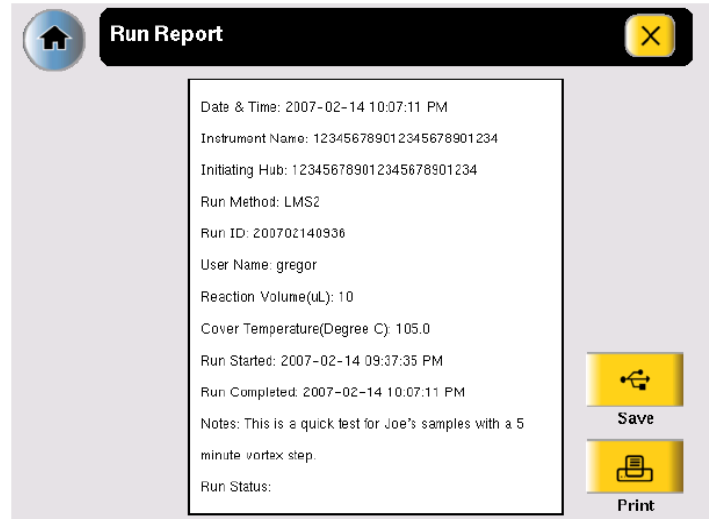 Run Report
Date & Time: 2007-02-14 10:07:11 PM
Instrument Name: 123456789012345678901234
Initiating Hub: 123456789012345678901234
Run Method: LMS2
Run ID: 200702140936
User Name: gregor
Reaction Volume(uL): 10
Cover Temperature(Degree C): 105.0
Run Started: 2007-02-14 09:37:35 PM
Run Completed: 2007-02-14 10:07:11 PM
Notes: This is a quick test for Joe's samples with a 5
minute vortex step.
Run Status:
Save
Print